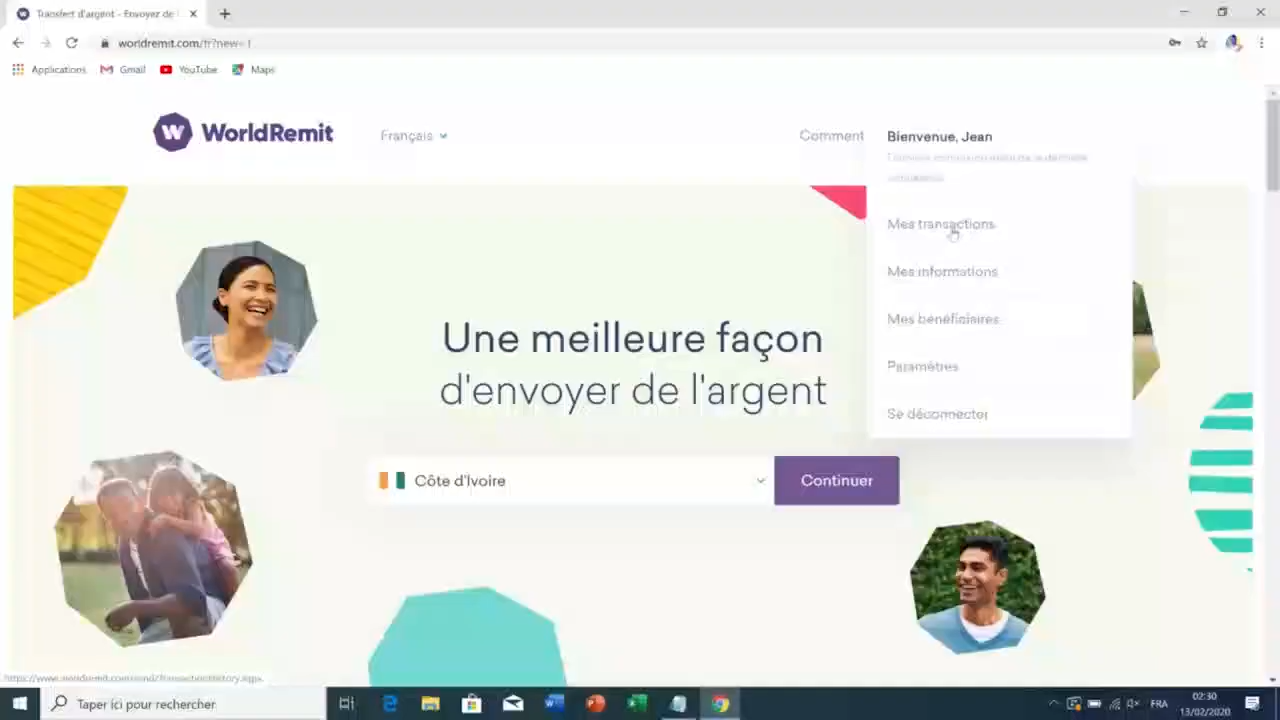 Transfert d'argent - Envoyez de
worldremit.com/fr?new=1
Applications
Gmail
YouTube
Maps
WorldRemit
Français
Comment
Bienvenue, Jean
Mes transactions
Mes informations
Mes bénéficiaires
Paramètres
Se déconnecter
Une meilleure façon
d'envoyer de l'argent
Côte d'Ivoire
Continuer
Taper ici pour rechercher
FRA
02:30
13/02/2020